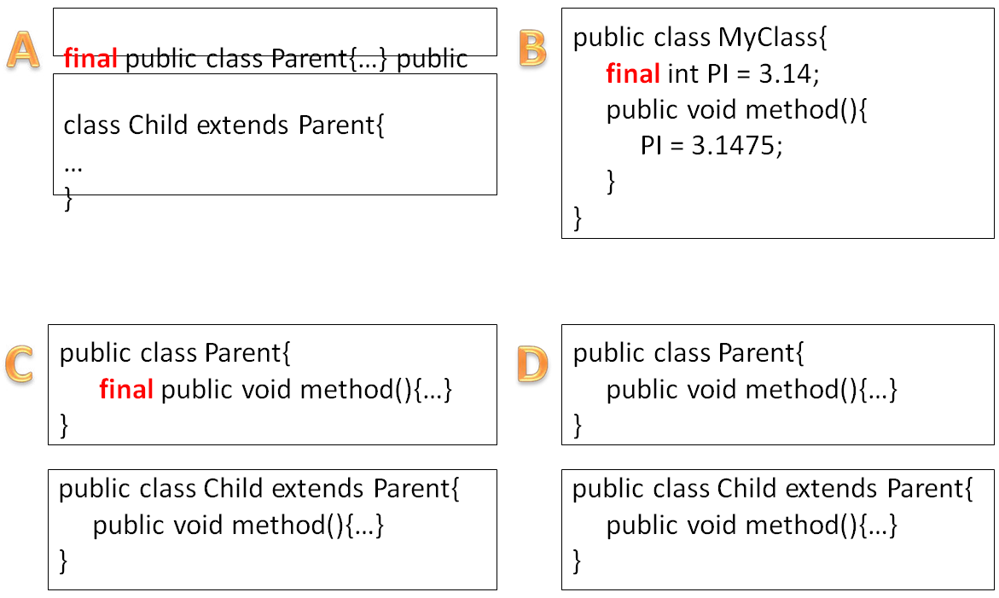 A
final public class Parent{...} public
class Child extends Parent{
...
}
B
public class MyClass{
final int PI = 3.14;
public void method(){
PI = 3.1475;
}
}
C
public class Parent{
final public void method(){...}
}
public class Child extends Parent{
public void method(){...}
}
D
public class Parent{
public void method(){...}
}
public class Child extends Parent{
public void method(){...}
}